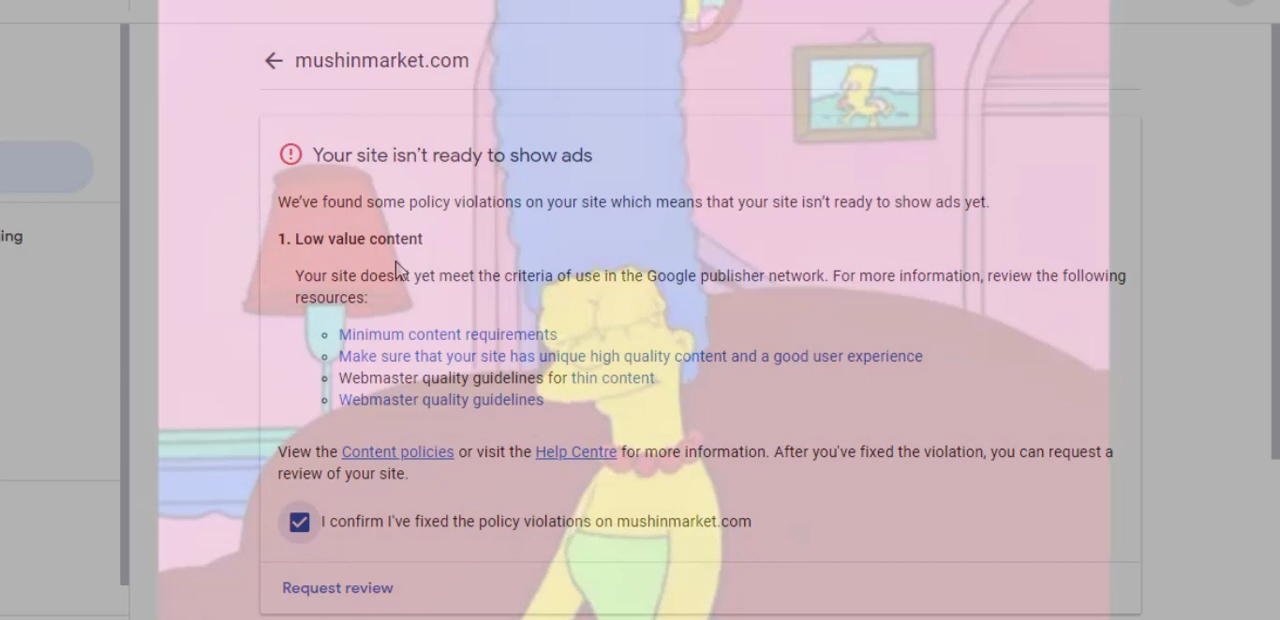 mushinmarket.com
Your site isn't ready to show ads
We've found some policy violations on your site which means that your site isn't ready to show ads yet.
1. Low value content
ing
Your site doesn't yet meet the criteria of use in the Google publisher network. For more information, review the following
resources:
Minimum content requirements
Make sure that your site has unique high quality content and a good user experience
Webmaster quality guidelines for thin content
Webmaster quality guidelines
View the Content policies or visit the Help Centre for more information. After you've fixed the violation, you can request a
review of your site.
I confirm I've fixed the policy violations on mushinmarket.com
Request review